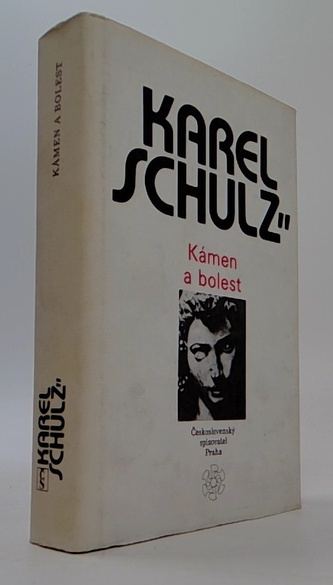 KAREL
SCHULZ"
Kámen
a bolest
Československý
spisovatel
Praha
KÁMEN A BOLEST
KAREL
SCHULZ"